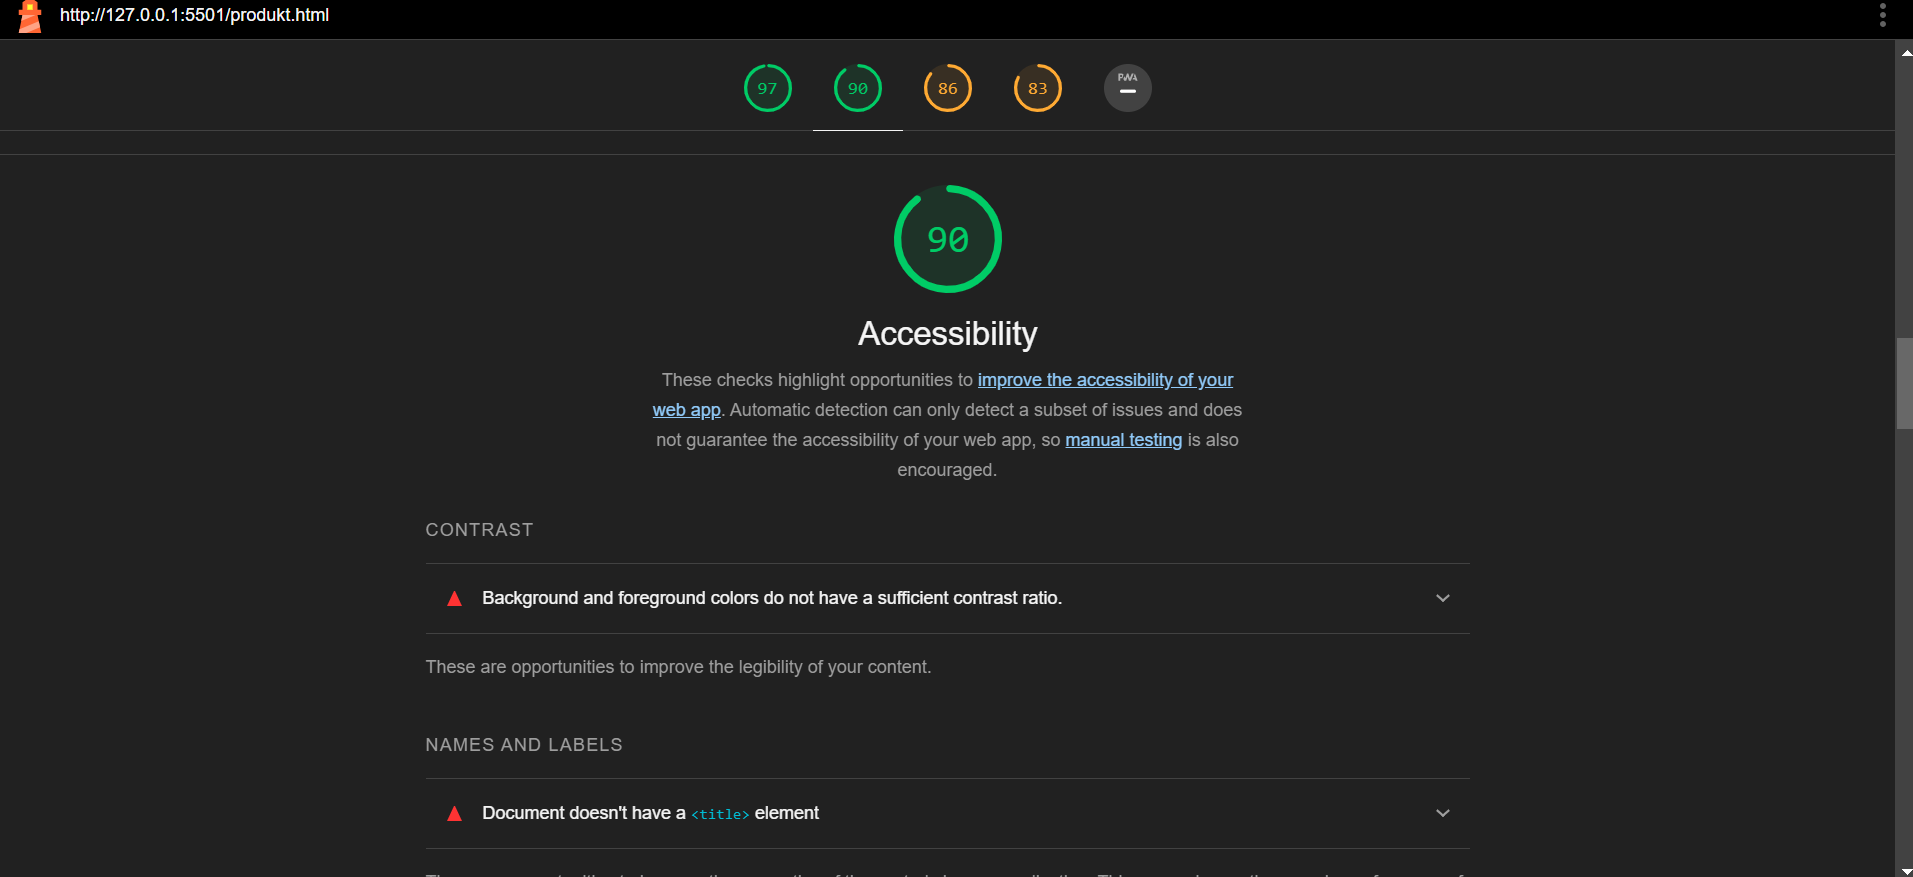 http://127.0.0.1:5501/produkt.html
97 90 86 83 PWA
90
Accessibility
These checks highlight opportunities to improve the accessibility of your
web app. Automatic detection can only detect a subset of issues and does
not guarantee the accessibility of your web app, so manual testing is also
encouraged.
CONTRAST
Background and foreground colors do not have a sufficient contrast ratio.
These are opportunities to improve the legibility of your content.
NAMES AND LABELS
Document doesn't have a <title> element